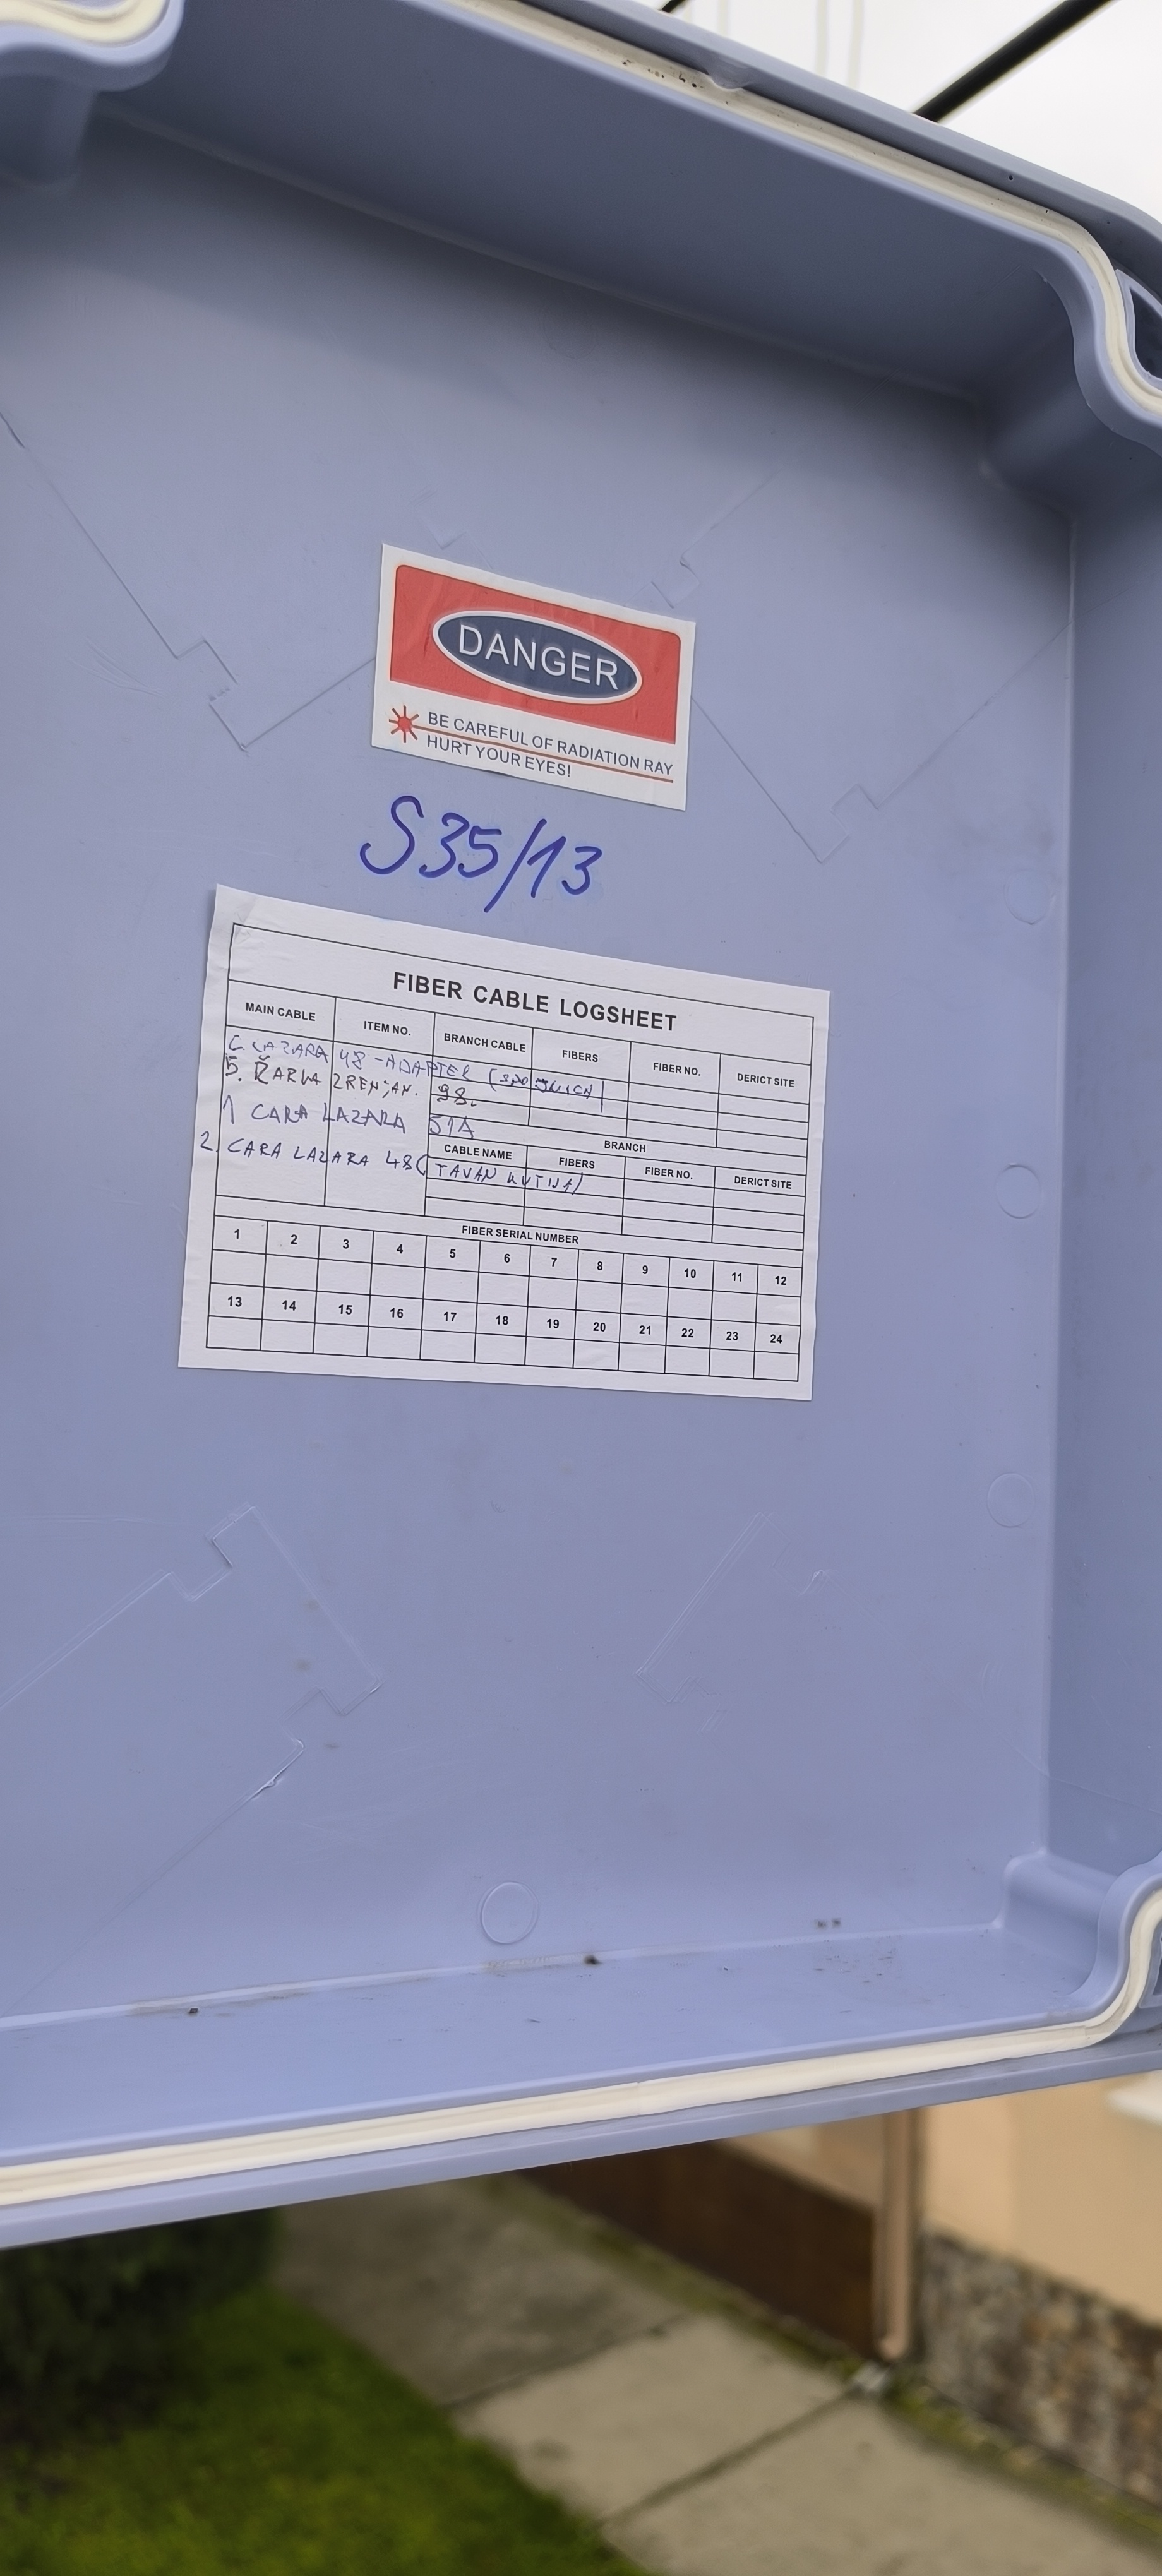 DANGER
BE CAREFUL OF RADIATION RAY
HURT YOUR EYES!
S35/13
FIBER CABLE LOGSHEET
MAIN CABLE ITEM NO. BRANCH CABLE FIBERS FIBER NO. DERICT SITE
C. LAZARA 48 - ADAPTER
5. ŽARKA ZRENJAN. 98.
1 CARA LAZARA 51A
BRANCH
CABLE NAME FIBERS FIBER NO. DERICT SITE
2. CARA LAZARA 48 (TAVAN KUTIJA)
FIBER SERIAL NUMBER
1 2 3 4 5 6 7 8 9 10 11 12
13 14 15 16 17 18 19 20 21 22 23 24